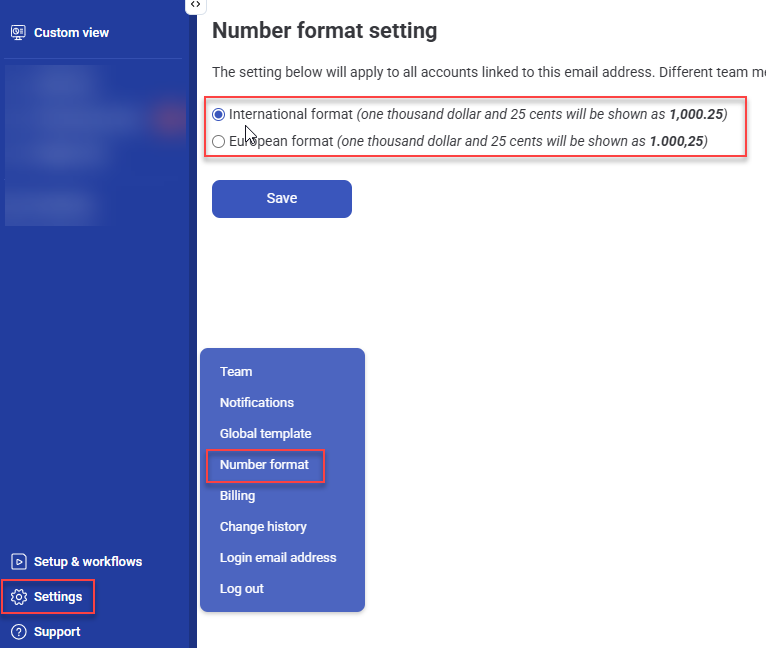 Custom view
Number format setting
The setting below will apply to all accounts linked to this email address. Different team
International format (one thousand dollar and 25 cents will be shown as 1,000.25)
European format (one thousand dollar and 25 cents will be shown as 1.000,25)
Save
Team
Notifications
Global template
Number format
Billing
Change history
Login email address
Log out
Setup & workflows
Settings
Support